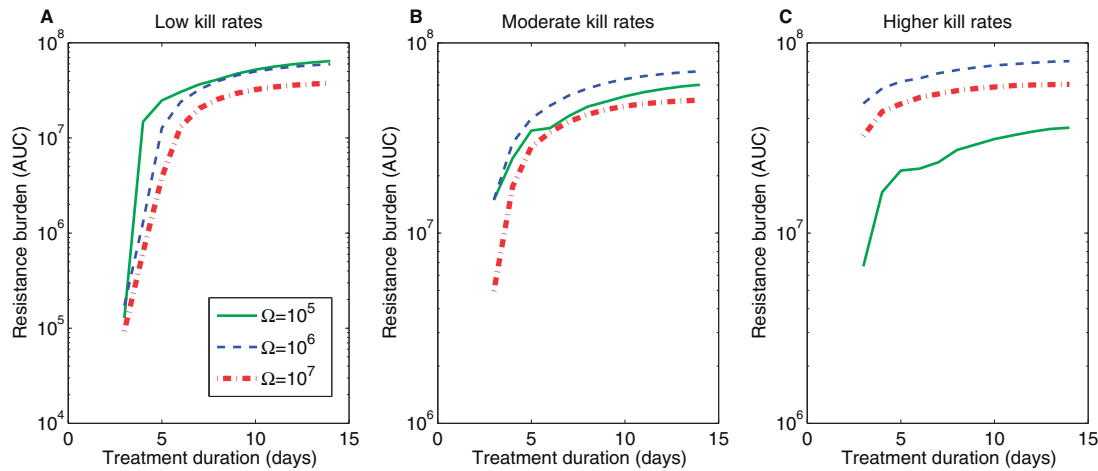 A Low kill rates
10^8
10^7
10^6
10^5
10^4
Resistance burden (AUC)
0 5 10 15
Treatment duration (days)
Ω=10^5
Ω=10^6
Ω=10^7
B Moderate kill rates
10^8
10^7
10^6
Resistance burden (AUC)
0 5 10 15
Treatment duration (days)
C Higher kill rates
10^8
10^7
10^6
Resistance burden (AUC)
0 5 10 15
Treatment duration (days)